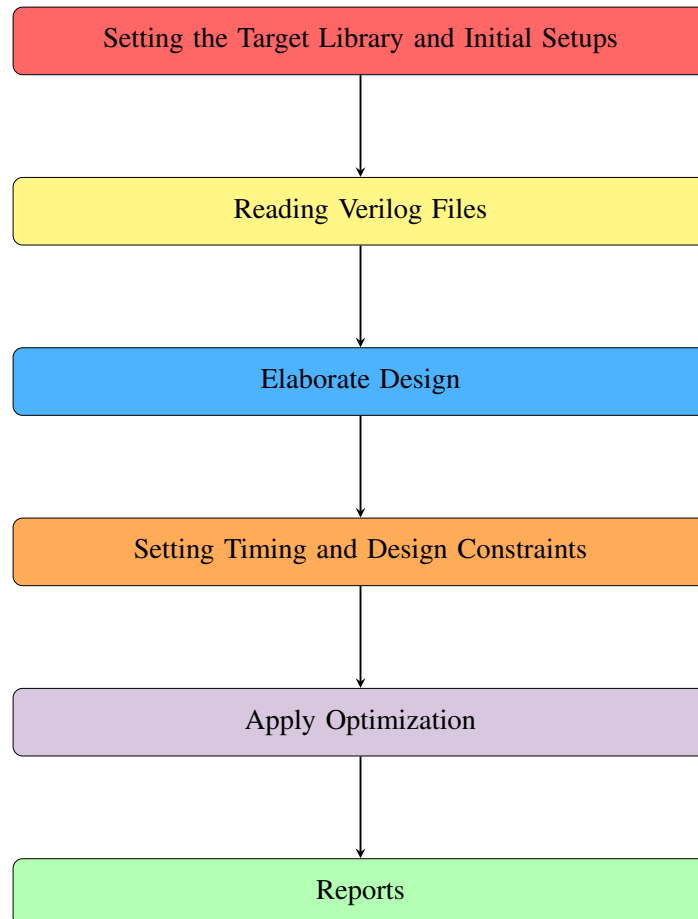 Setting the Target Library and Initial Setups
Reading Verilog Files
Elaborate Design
Setting Timing and Design Constraints
Apply Optimization
Reports